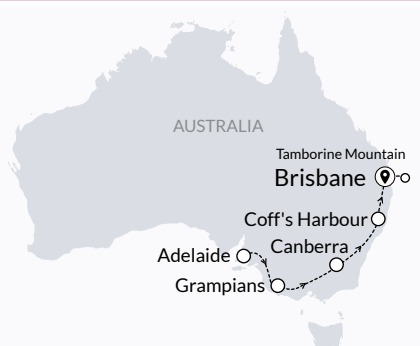 AUSTRALIA
Tamborine Mountain
Brisbane
Coff's Harbour
Canberra
Adelaide
Grampians